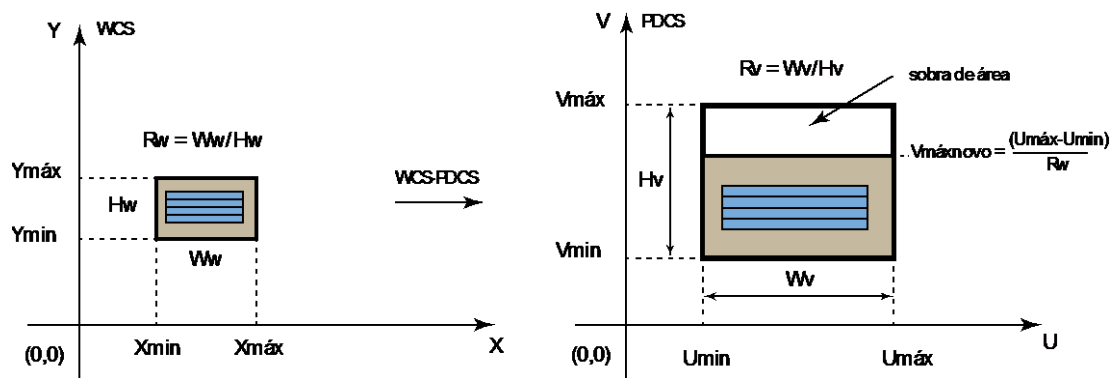 Y WCS
Rw = Ww/Hw
Ymáx
Hw
Ymin
Ww
(0,0)
Xmin
Xmáx
X
WCS-PDCS
V PDCS
Rv = Wv/Hv
sobra de área
Vmáx
Vmáxnovo = (Umáx-Umin)
Rw
Hv
Vmin
Wv
(0,0)
Umin
Umáx
U